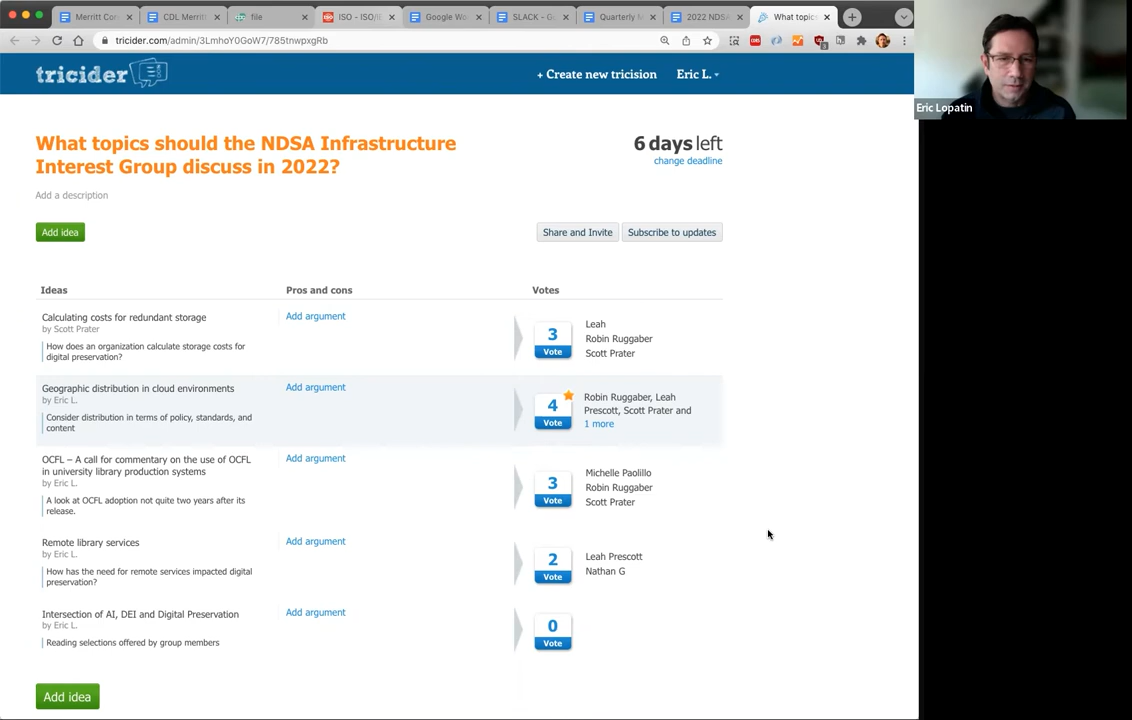 Merritt Con
CDL Merritt
file
ISO – ISO/IE
Google Wo
SLACK - G
Quarterly M
2022 NDSA
What topic
tricider.com/admin/3LmhoY0GoW7/785tnwpxgRb
tricider
+ Create new tricision
Eric L.
Eric Lopatin
What topics should the NDSA Infrastructure
Interest Group discuss in 2022?
6 days left
change deadline
Add a description
Add idea
Share and Invite
Subscribe to updates
Ideas
Pros and cons
Votes
Calculating costs for redundant storage
by Scott Prater
How does an organization calculate storage costs for
digital preservation?
Add argument
3
Vote
Leah
Robin Ruggaber
Scott Prater
Geographic distribution in cloud environments
by Eric L.
Consider distribution in terms of policy, standards, and
content
Add argument
4
Vote
Robin Ruggaber, Leah
Prescott, Scott Prater and
1 more
OCFL – A call for commentary on the use of OCFL
in university library production systems
by Eric L.
A look at OCFL adoption not quite two years after its
release.
Add argument
3
Vote
Michelle Paolillo
Robin Ruggaber
Scott Prater
Remote library services
by Eric L.
How has the need for remote services impacted digital
preservation?
Add argument
2
Vote
Leah Prescott
Nathan G
Intersection of AI, DEI and Digital Preservation
by Eric L.
Reading selections offered by group members
Add argument
0
Vote
Add idea